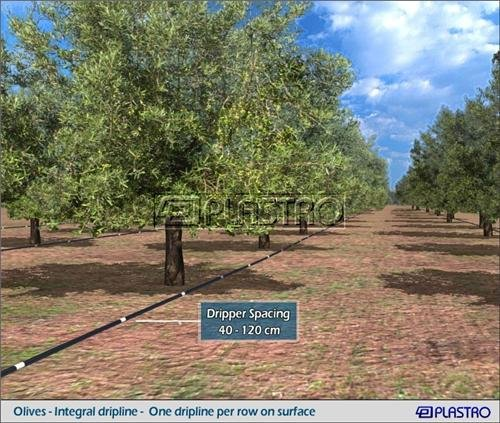 PLASTRO
Dripper Spacing
40 - 120 cm
Olives - Integral dripline - One dripline per row on surface
PLASTRO